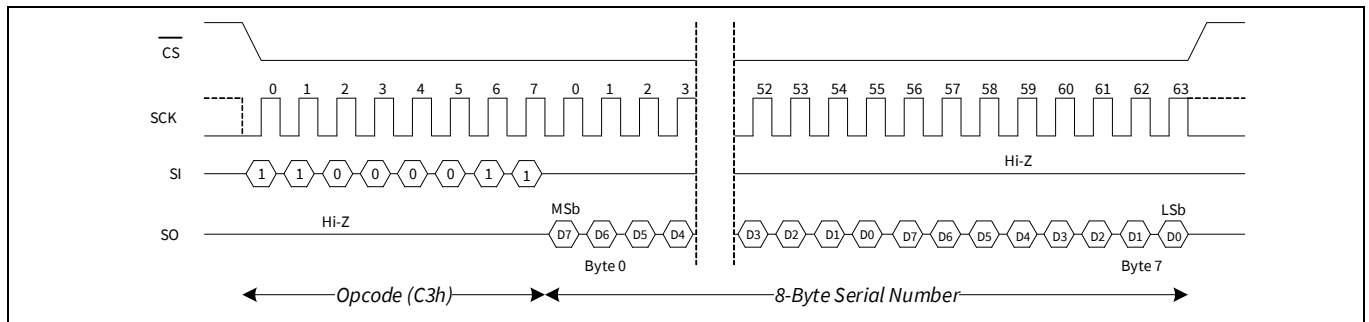 CS
0 1 2 3 4 5 6 7 0 1 2 3 52 53 54 55 56 57 58 59 60 61 62 63
SCK
Hi-Z
SI 1 1 0 0 0 0 1 1
MSb LSb
Hi-Z
SO D7 D6 D5 D4 D3 D2 D1 D0 D7 D6 D5 D4 D3 D2 D1 D0
Byte 0 Byte 7
Opcode (C3h) 8-Byte Serial Number